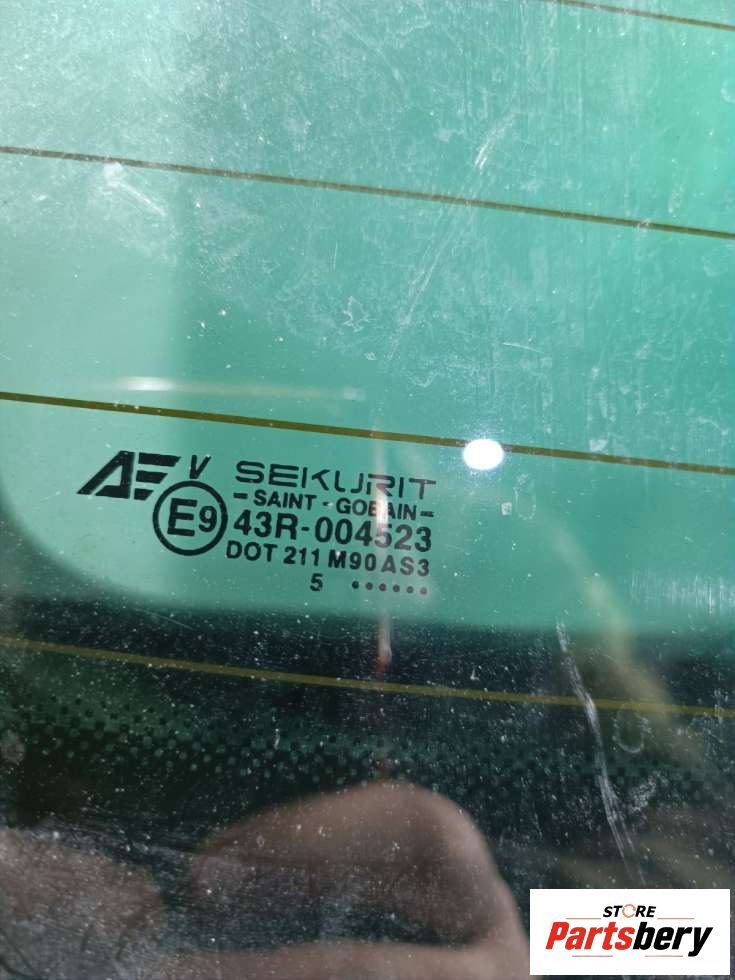 AE V SEKURIT
- SAINT - GOBAIN -
E9 43R-004523
DOT 211 M90 AS3
5 ••••••
STORE
Partsbery